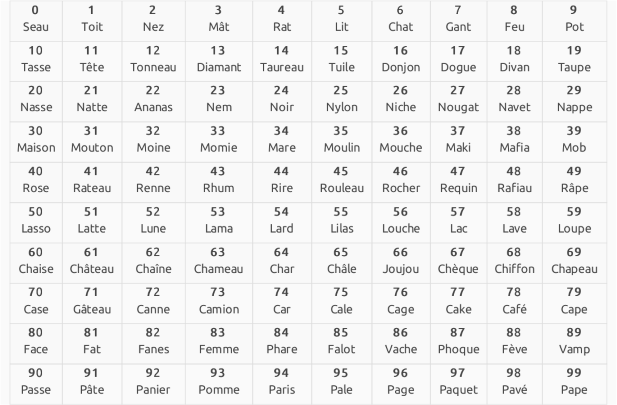 0 1 2 3 4 5 6 7 8 9
Seau Toit Nez Mât Rat Lit Chat Gant Feu Pot
10 11 12 13 14 15 16 17 18 19
Tasse Tête Tonneau Diamant Taureau Tuile Donjon Dogue Divan Taupe
20 21 22 23 24 25 26 27 28 29
Nasse Natte Ananas Nem Noir Nylon Niche Nougat Navet Nappe
30 31 32 33 34 35 36 37 38 39
Maison Mouton Moine Momie Mare Moulin Mouche Maki Mafia Mob
40 41 42 43 44 45 46 47 48 49
Rose Rateau Renne Rhum Rire Rouleau Rocher Requin Rafiau Râpe
50 51 52 53 54 55 56 57 58 59
Lasso Latte Lune Lama Lard Lilas Louche Lac Lave Loupe
60 61 62 63 64 65 66 67 68 69
Chaise Château Chaîne Chameau Char Châle Joujou Chèque Chiffon Chapeau
70 71 72 73 74 75 76 77 78 79
Case Gâteau Canne Camion Car Cale Cage Cake Café Cape
80 81 82 83 84 85 86 87 88 89
Face Fat Fanes Femme Phare Falot Vache Phoque Fève Vamp
90 91 92 93 94 95 96 97 98 99
Passe Pâte Panier Pomme Paris Pale Page Paquet Pavé Pape